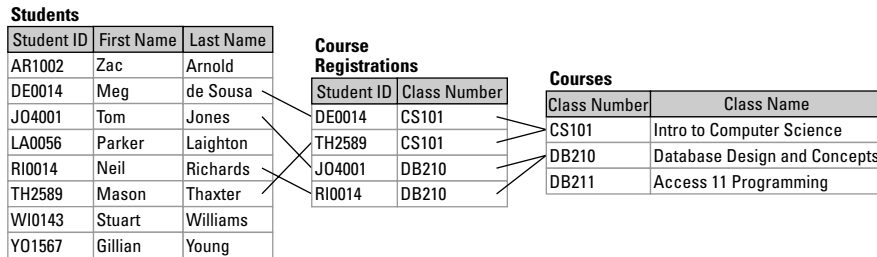 Students
Student ID First Name Last Name
AR1002 Zac Arnold
DE0014 Meg de Sousa
JO4001 Tom Jones
LA0056 Parker Laighton
RI0014 Neil Richards
TH2589 Mason Thaxter
WI0143 Stuart Williams
YO1567 Gillian Young
Course
Registrations
Student ID Class Number
DE0014 CS101
TH2589 CS101
JO4001 DB210
RI0014 DB210
Courses
Class Number Class Name
CS101 Intro to Computer Science
DB210 Database Design and Concepts
DB211 Access 11 Programming